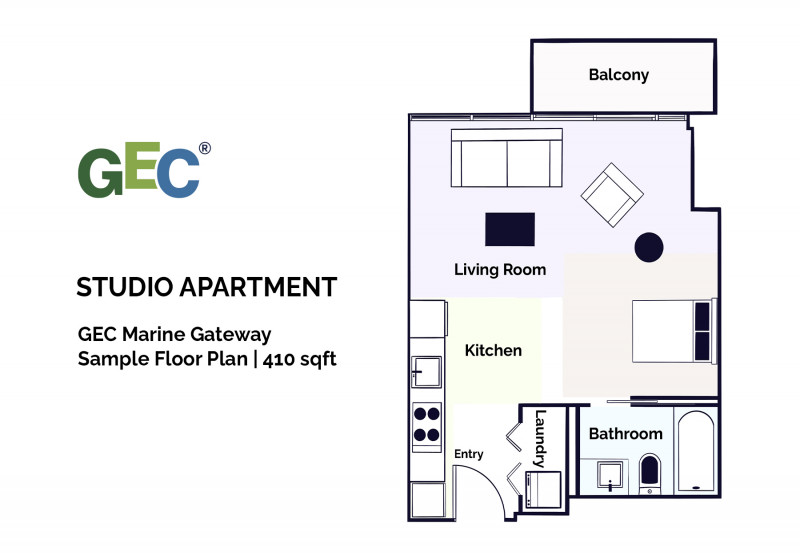 GEC®
STUDIO APARTMENT
GEC Marine Gateway
Sample Floor Plan | 410 sqft
Balcony
Living Room
Kitchen
Laundry
Bathroom
Entry